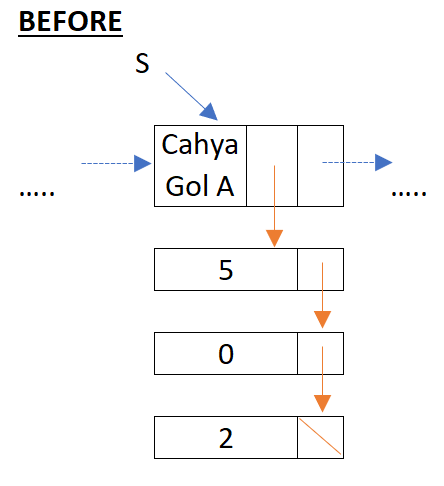 BEFORE
S
Cahya
Gol A
.....
.....
5
0
2